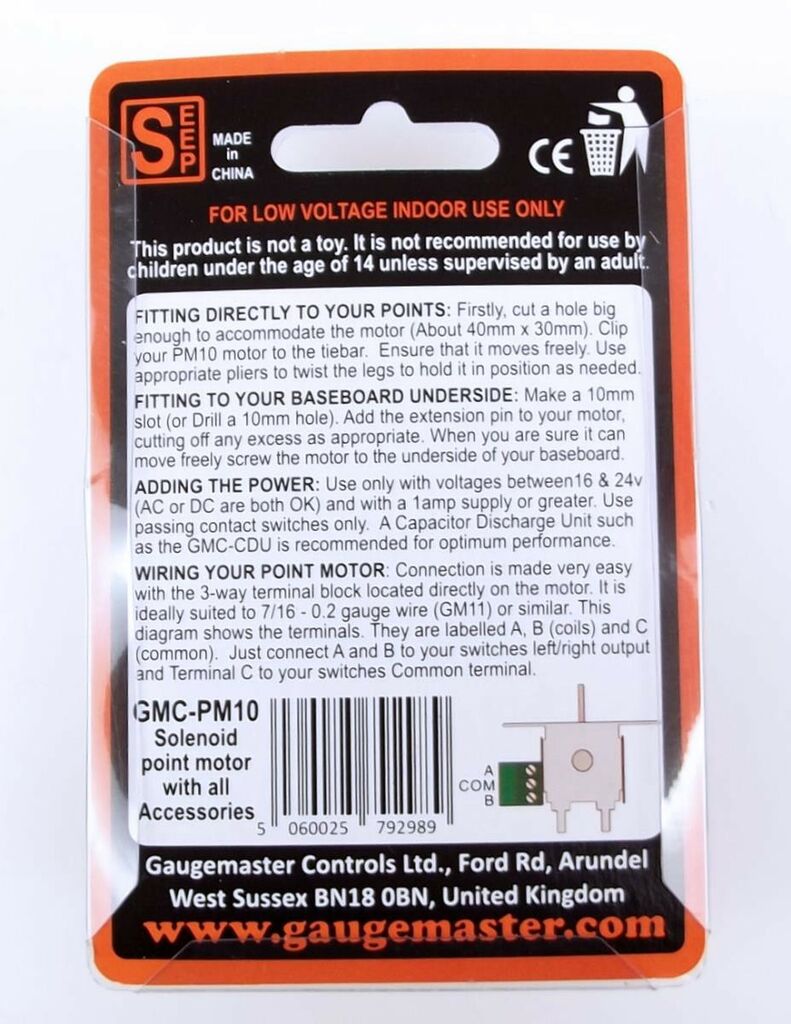 SEEP
MADE
in
CHINA
CE
FOR LOW VOLTAGE INDOOR USE ONLY
This product is not a toy. It is not recommended for use by
children under the age of 14 unless supervised by an adult.
FITTING DIRECTLY TO YOUR POINTS: Firstly, cut a hole big
enough to accommodate the motor (About 40mm x 30mm). Clip
your PM10 motor to the tiebar. Ensure that it moves freely. Use
appropriate pliers to twist the legs to hold it in position as needed.
FITTING TO YOUR BASEBOARD UNDERSIDE: Make a 10mm
slot (or Drill a 10mm hole). Add the extension pin to your motor,
cutting off any excess as appropriate. When you are sure it can
move freely screw the motor to the underside of your baseboard.
ADDING THE POWER: Use only with voltages between16 & 24v
(AC or DC are both OK) and with a 1amp supply or greater. Use
passing contact switches only. A Capacitor Discharge Unit such
as the GMC-CDU is recommended for optimum performance.
WIRING YOUR POINT MOTOR: Connection is made very easy
with the 3-way terminal block located directly on the motor. It is
ideally suited to 7/16 - 0.2 gauge wire (GM11) or similar. This
diagram shows the terminals. They are labelled A, B (coils) and C
(common). Just connect A and B to your switches left/right output
and Terminal C to your switches Common terminal.
GMC-PM10
Solenoid
point motor
with all
Accessories
5 060025 792989
A
COM
B
Gaugemaster Controls Ltd., Ford Rd, Arundel
West Sussex BN18 0BN, United Kingdom
www.gaugemaster.com